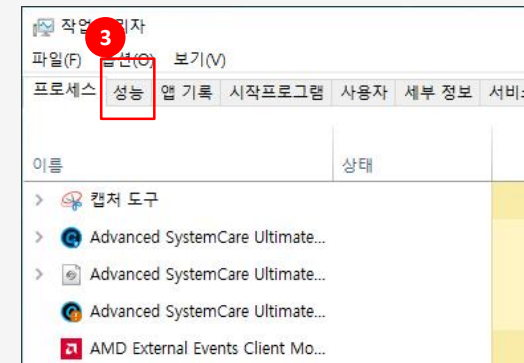 작업 리자
3
파일(F) 옵션(O) 보기(V)
프로세스 성능 앱 기록 시작프로그램 사용자 세부 정보 서비스
이름 상태
캡처 도구
Advanced SystemCare Ultimate...
Advanced SystemCare Ultimate...
Advanced SystemCare Ultimate...
AMD External Events Client Mo...